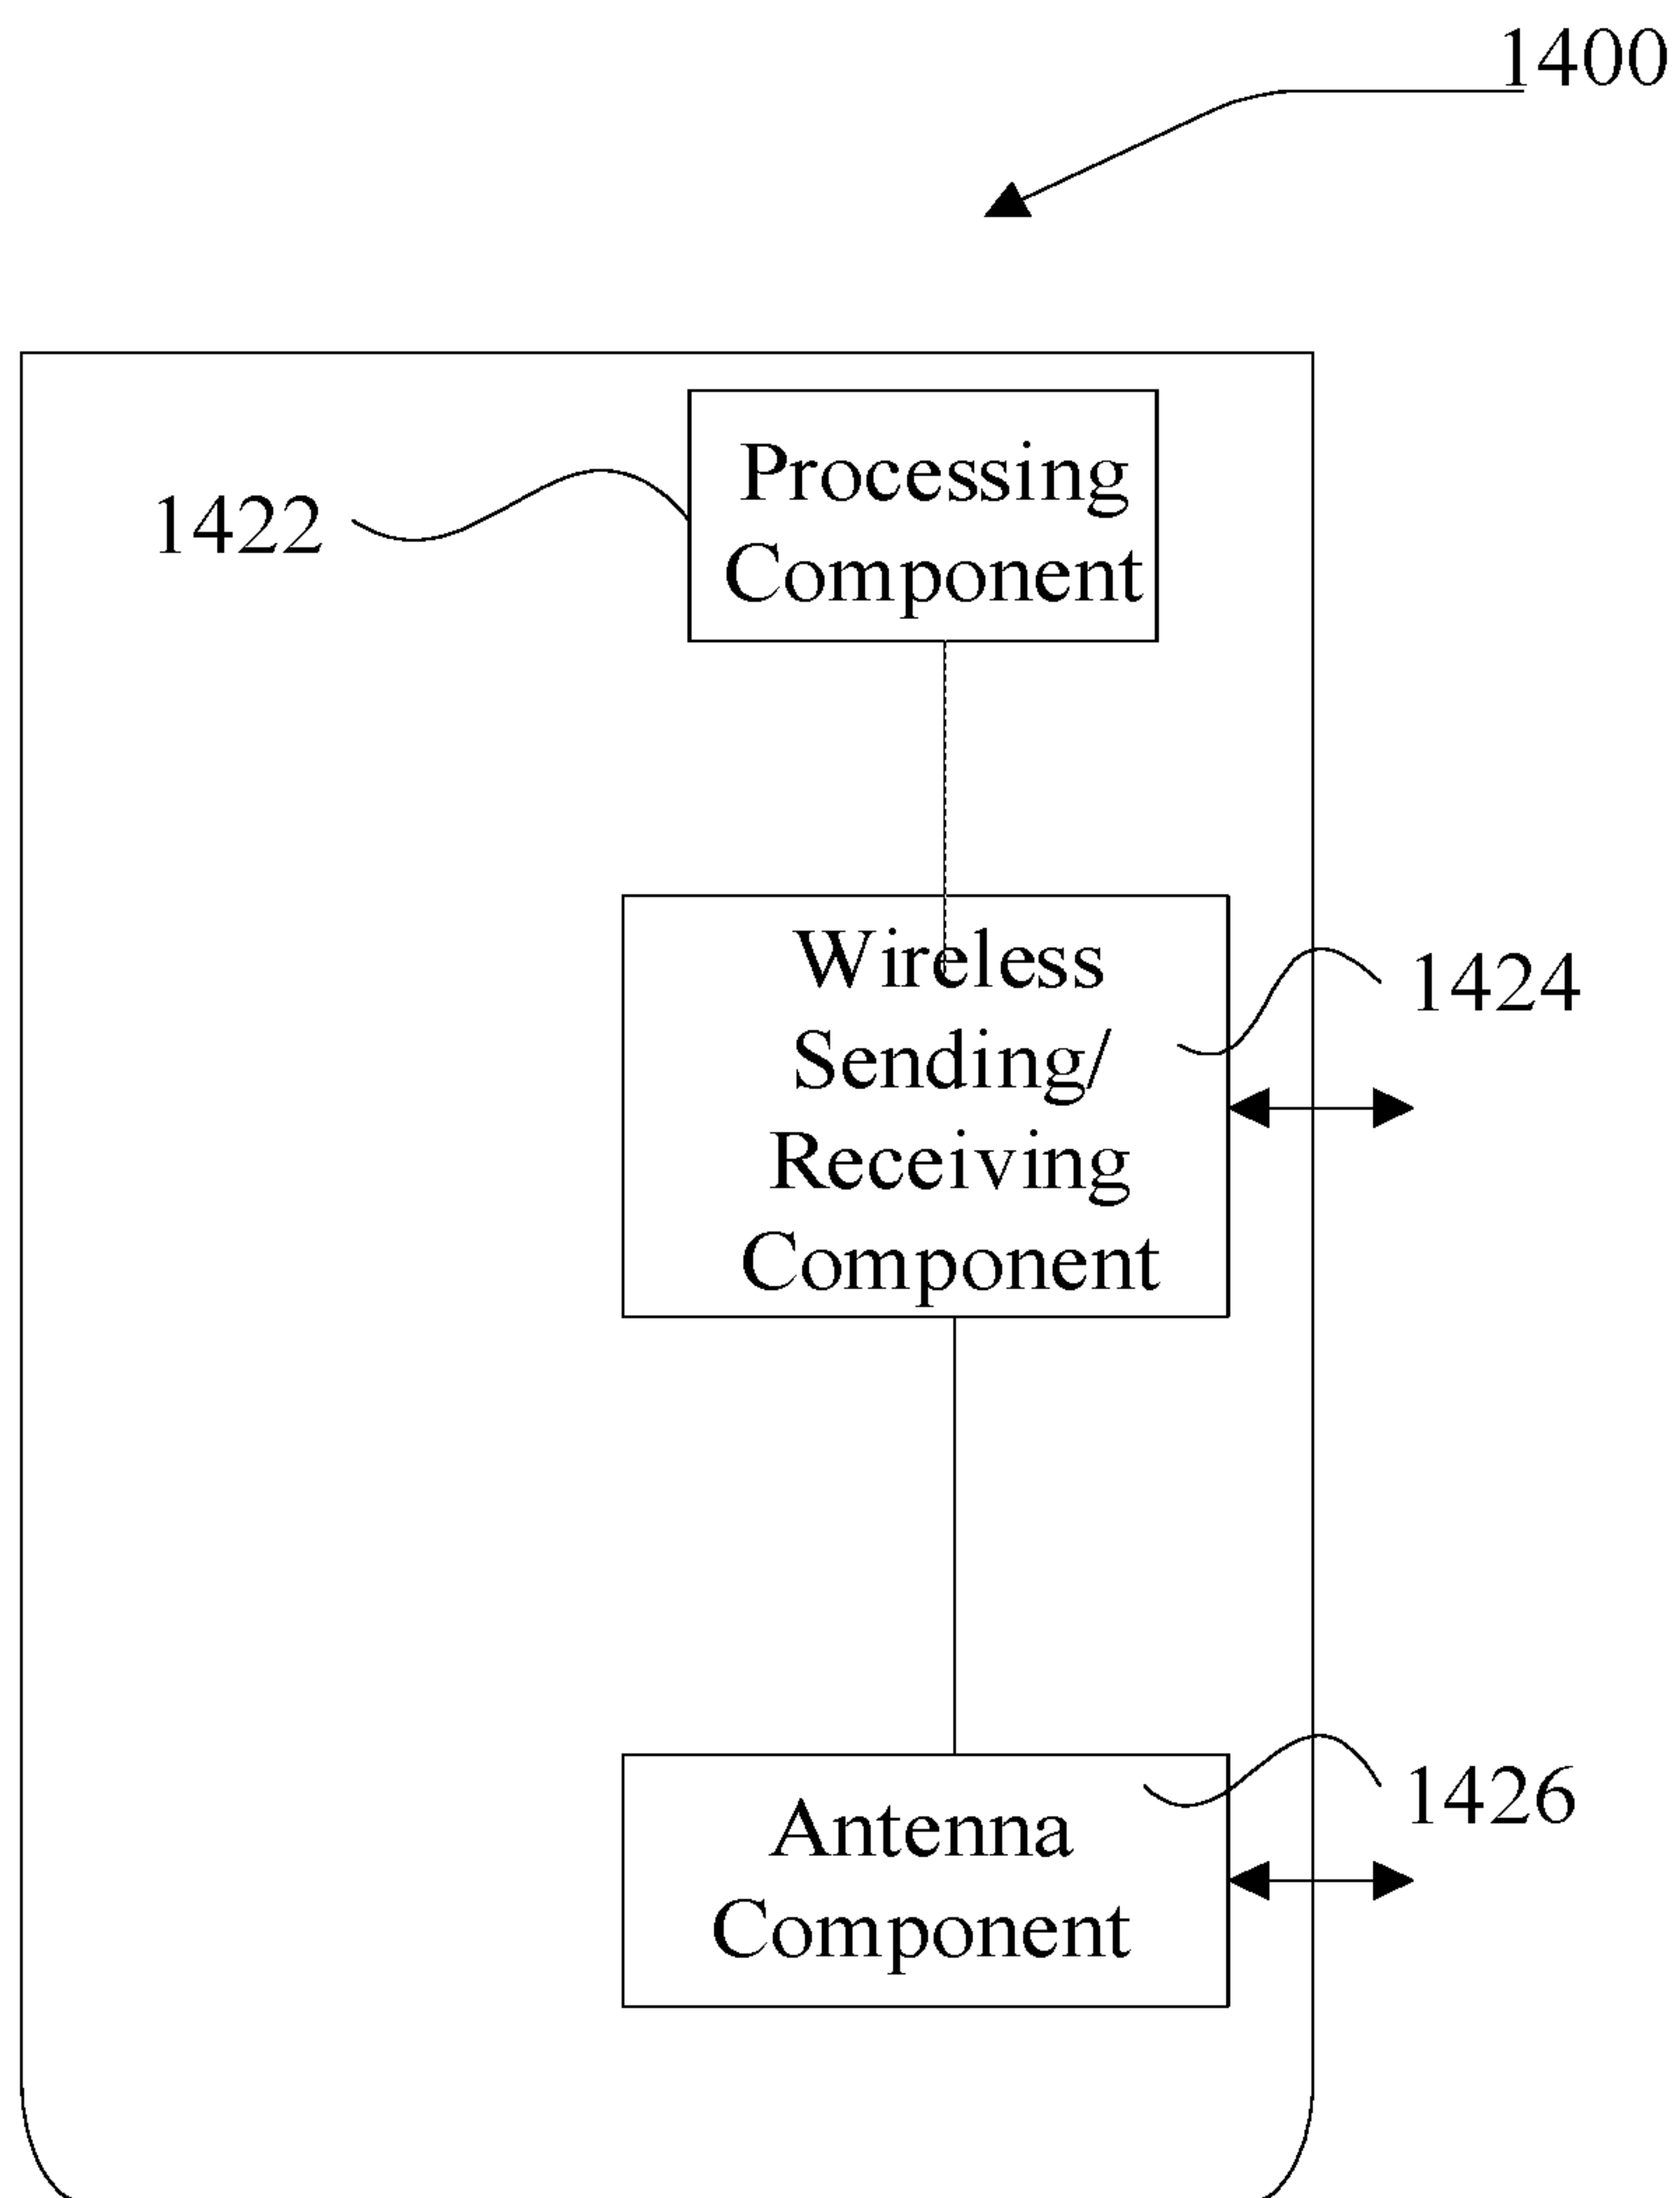 1400
Processing
Component
1422
Wireless
Sending/
Receiving
Component
1424
Antenna
Component
1426